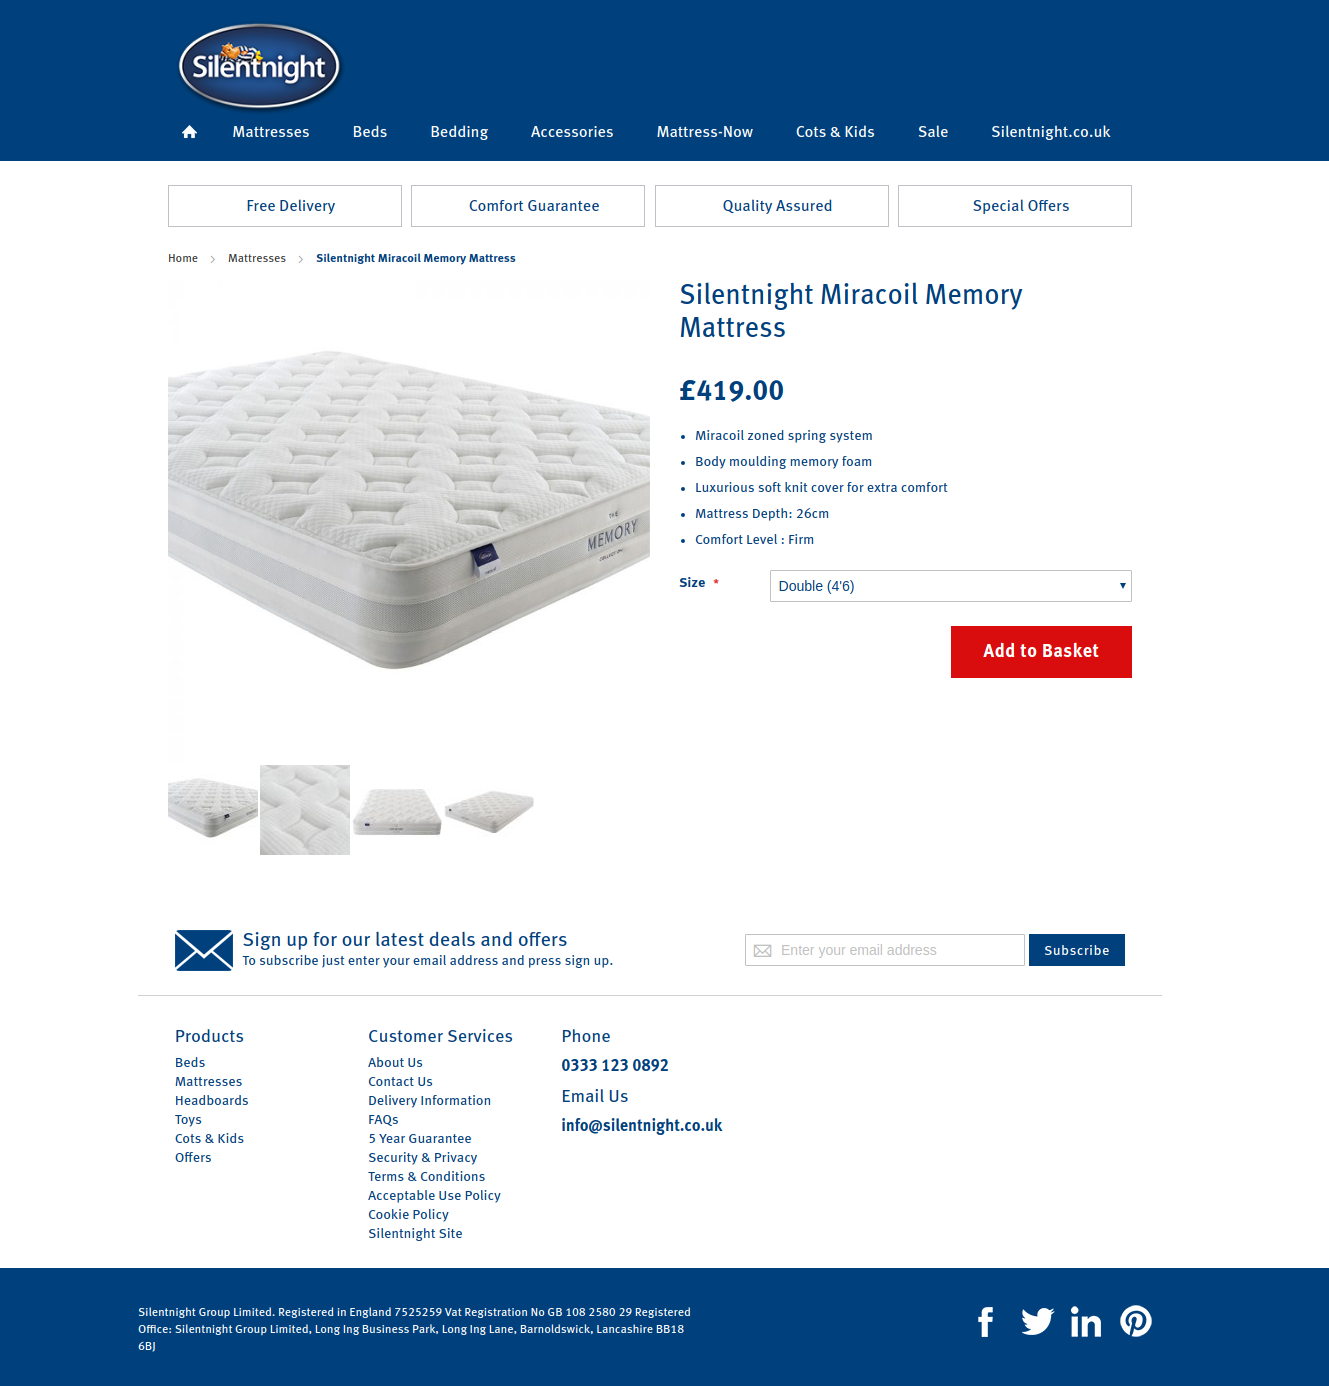 Silentnight
Mattresses
Beds
Bedding
Accessories
Mattress-Now
Cots & Kids
Sale
Silentnight.co.uk
Free Delivery
Comfort Guarantee
Quality Assured
Special Offers
Home
Mattresses
Silentnight Miracoil Memory Mattress
THE
MEMORY
COLLECTION
Silentnight Miracoil Memory
Mattress
£419.00
• Miracoil zoned spring system
• Body moulding memory foam
• Luxurious soft knit cover for extra comfort
• Mattress Depth: 26cm
• Comfort Level : Firm
Size *
Double (4'6)
Add to Basket
Sign up for our latest deals and offers
To subscribe just enter your email address and press sign up.
Enter your email address
Subscribe
Products
Beds
Mattresses
Headboards
Toys
Cots & Kids
Offers
Customer Services
About Us
Contact Us
Delivery Information
FAQs
5 Year Guarantee
Security & Privacy
Terms & Conditions
Acceptable Use Policy
Cookie Policy
Silentnight Site
Phone
0333 123 0892
Email Us
info@silentnight.co.uk
Silentnight Group Limited. Registered in England 7525259 Vat Registration No GB 108 2580 29 Registered
Office: Silentnight Group Limited, Long Ing Business Park, Long Ing Lane, Barnoldswick, Lancashire BB18
6BJ